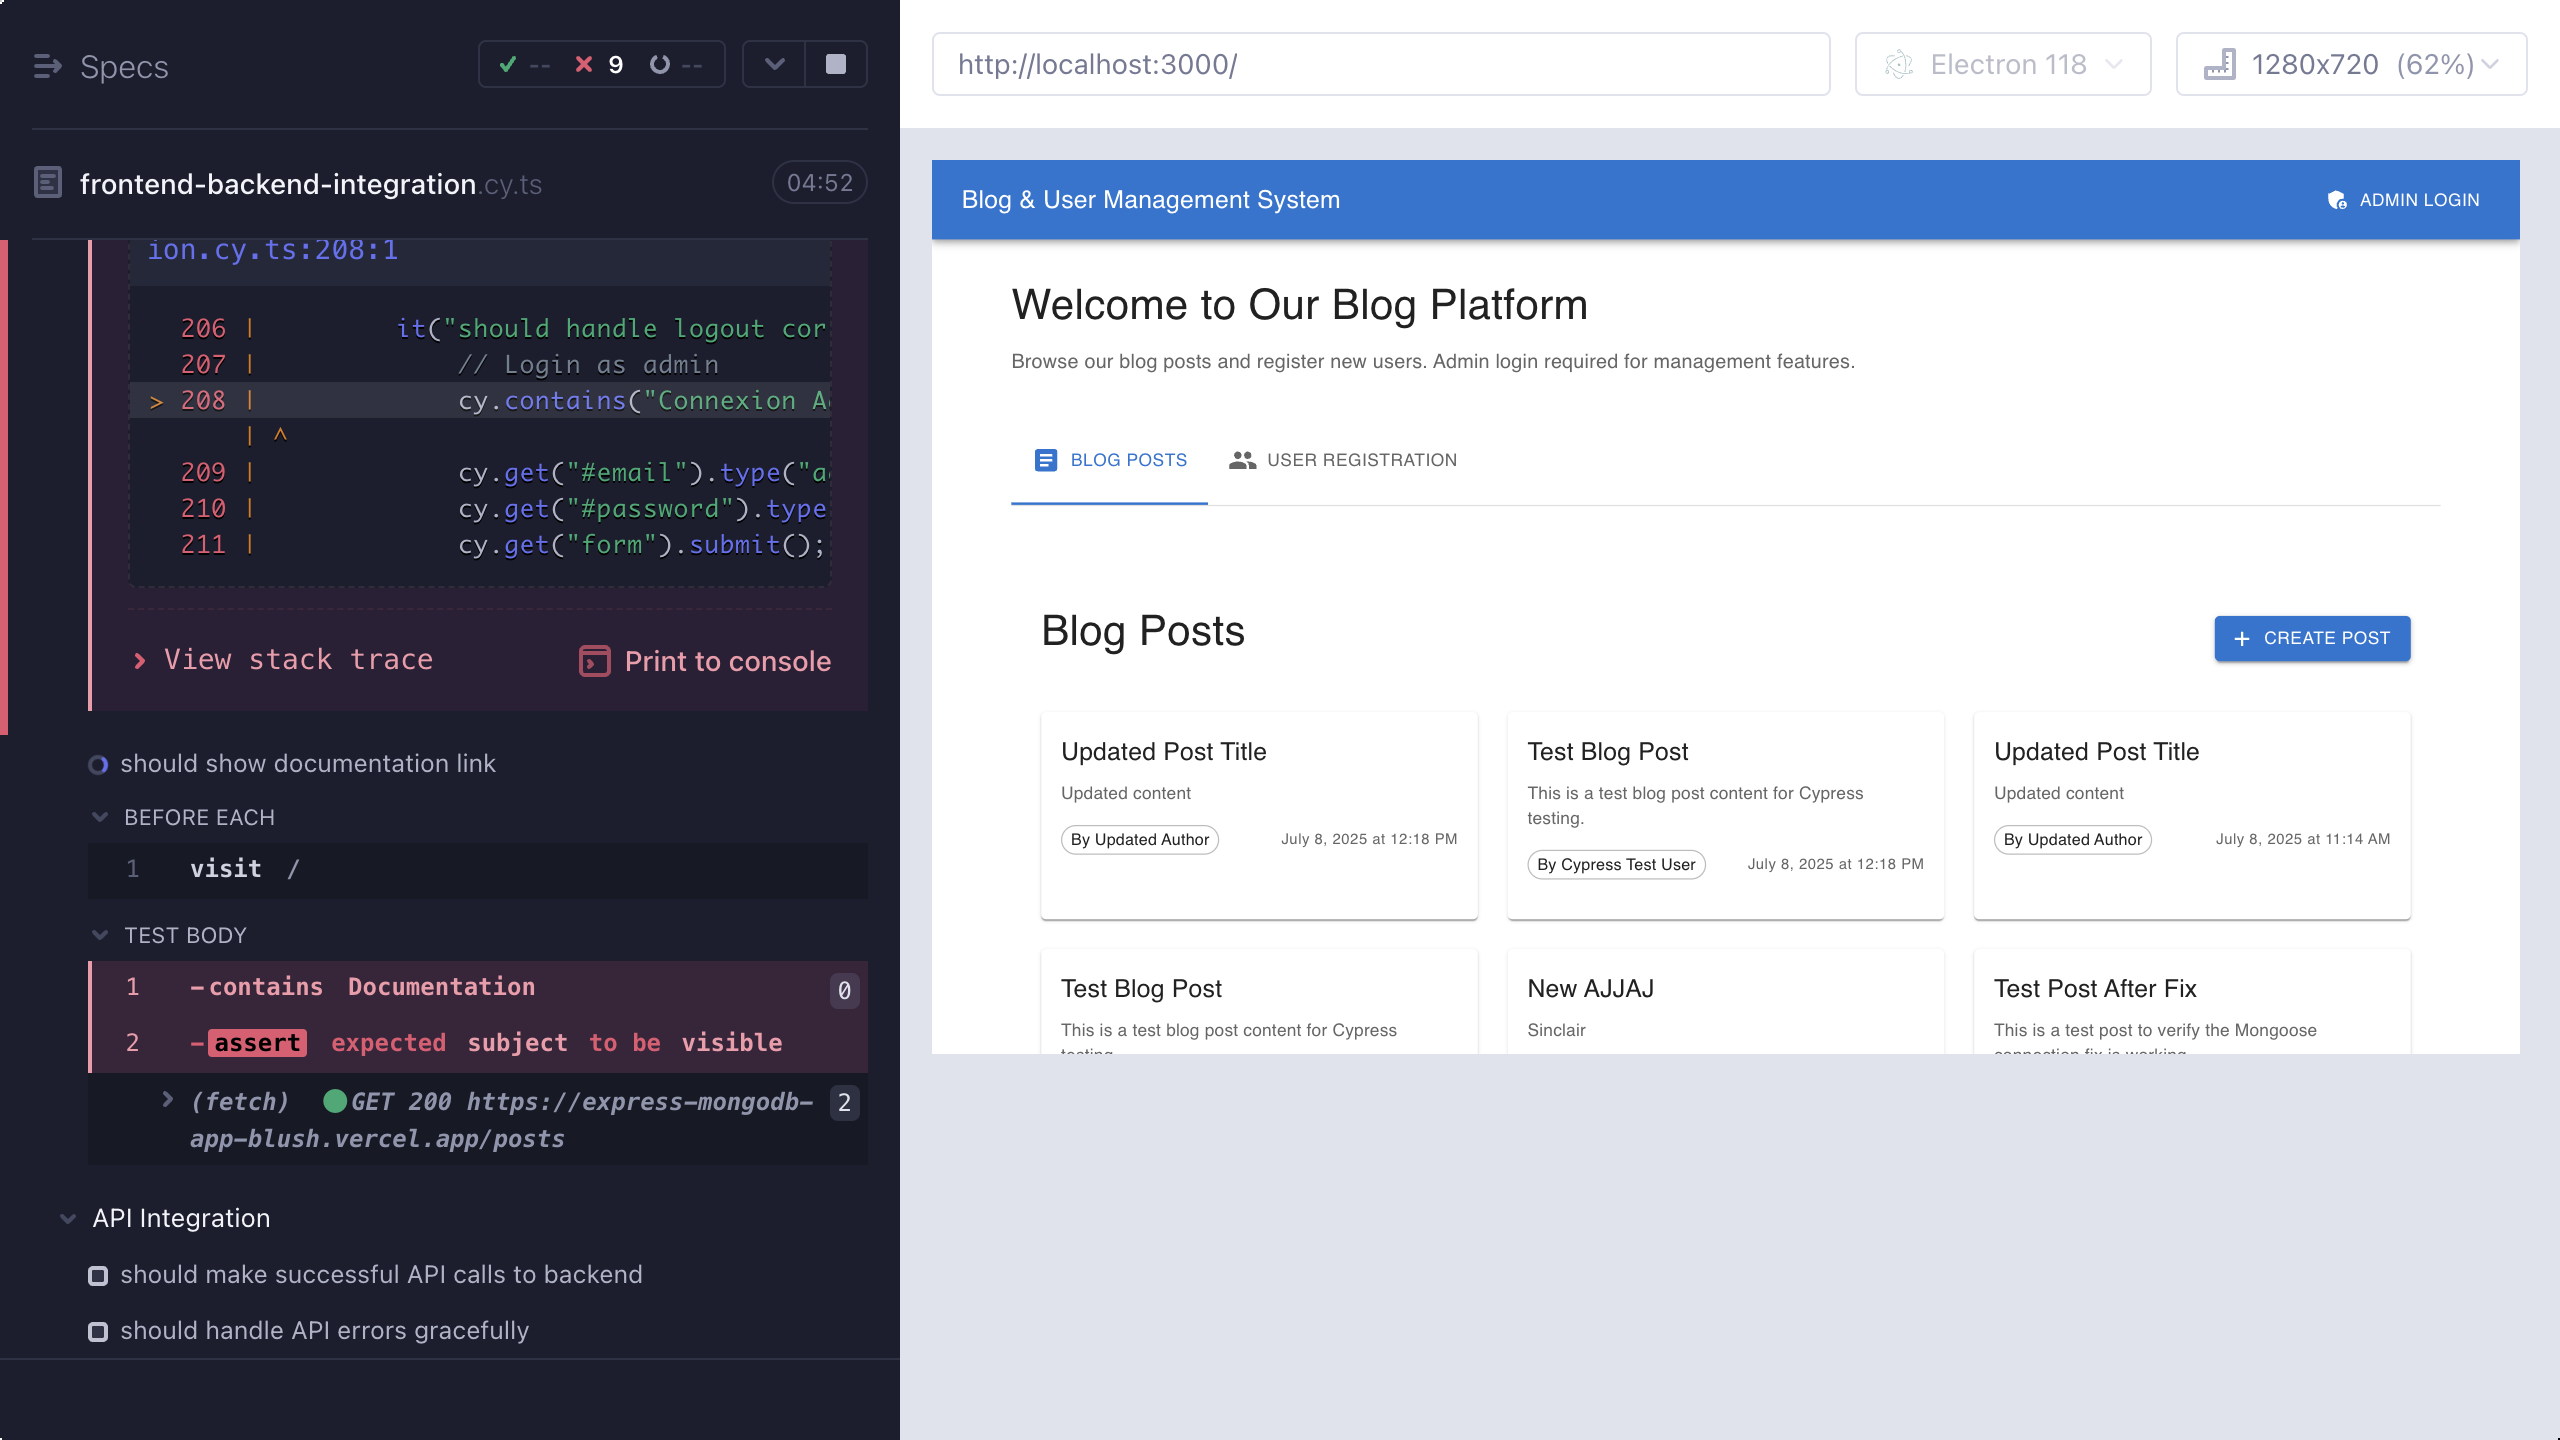 Specs
-- 9 --
frontend-backend-integration.cy.ts 04:52
ion.cy.ts:208:1
206 | it("should handle logout cor
207 | // Login as admin
> 208 | cy.contains("Connexion A
| ^
209 | cy.get("#email").type("a
210 | cy.get("#password").type
211 | cy.get("form").submit();
View stack trace Print to console
should show documentation link
BEFORE EACH
1 visit /
TEST BODY
1 -contains Documentation 0
2 -assert expected subject to be visible
(fetch) GET 200 https://express-mongodb- 2
app-blush.vercel.app/posts
API Integration
should make successful API calls to backend
should handle API errors gracefully
http://localhost:3000/ Electron 118 1280x720 (62%)
Blog & User Management System ADMIN LOGIN
Welcome to Our Blog Platform
Browse our blog posts and register new users. Admin login required for management features.
BLOG POSTS USER REGISTRATION
Blog Posts + CREATE POST
Updated Post Title
Updated content
By Updated Author July 8, 2025 at 12:18 PM
Test Blog Post
This is a test blog post content for Cypress
testing.
By Cypress Test User July 8, 2025 at 12:18 PM
Updated Post Title
Updated content
By Updated Author July 8, 2025 at 11:14 AM
Test Blog Post
This is a test blog post content for Cypress
testing.
New AJJAJ
Sinclair
Test Post After Fix
This is a test post to verify the Mongoose
connection fix is working